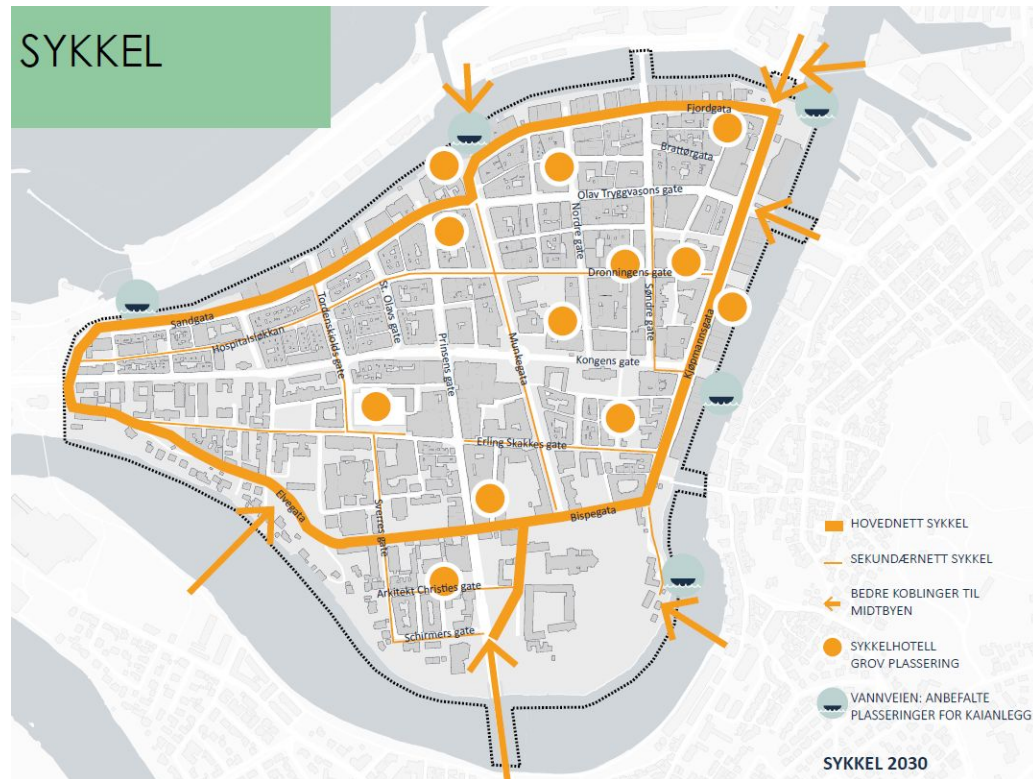 SYKKEL
Fjordgata
Brattørgata
Olav Tryggvasons gate
Nordre gate
Dronningens gate
Søndre gate
St. Olavs gate
Tordenskiolds gate
Sandgata
Hospitalsløkkan
Prinsens gate
Munkegata
Kongens gate
Kjøpmannsgata
Erling Skakkes gate
Elvegata
Sverres gate
Bispegata
Arkitekt Christies gate
Schirmers gate
HOVEDNETT SYKKEL
SEKUNDÆRNETT SYKKEL
BEDRE KOBLINGER TIL
MIDTBYEN
SYKKELHOTELL
GROV PLASSERING
VANNVEIEN: ANBEFALTE
PLASSERINGER FOR KAIANLEGG
SYKKEL 2030